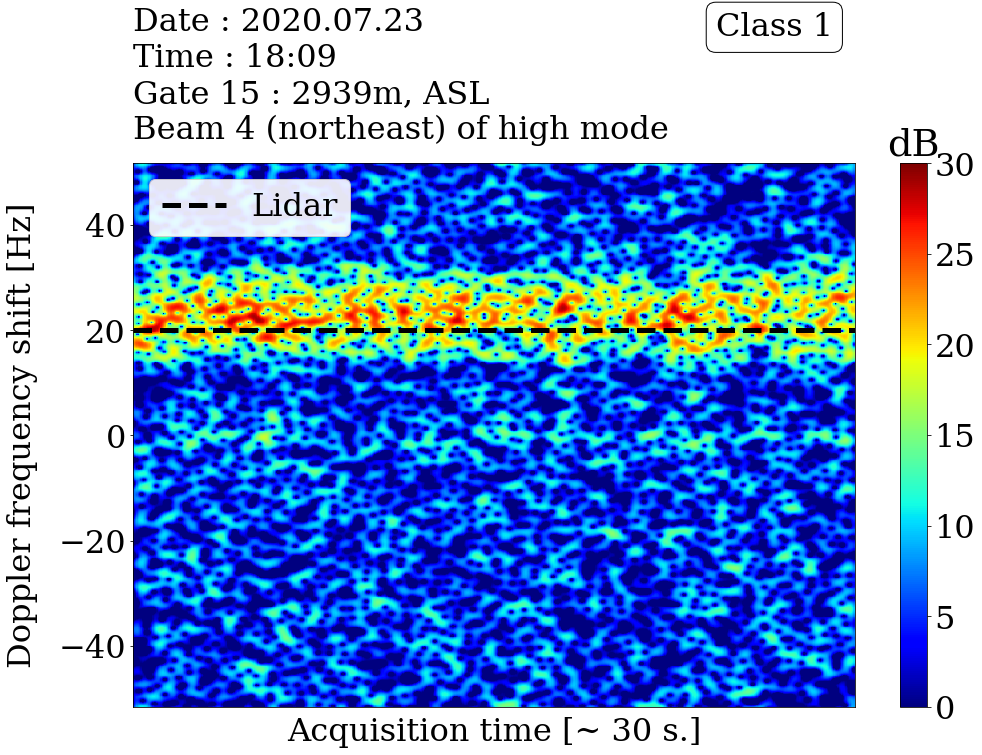 Date : 2020.07.23
Time : 18:09
Gate 15 : 2939m, ASL
Beam 4 (northeast) of high mode
Class 1
dB
Lidar
Doppler frequency shift [Hz]
40
20
0
−20
−40
30
25
20
15
10
5
0
Acquisition time [~ 30 s.]